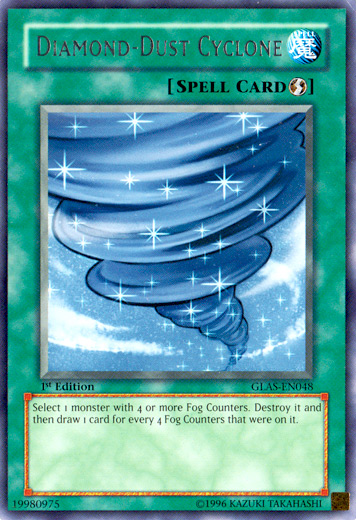 DIAMOND-DUST CYCLONE
[SPELL CARD]
1st Edition GLAS-EN048
Select 1 monster with 4 or more Fog Counters. Destroy it and
then draw 1 card for every 4 Fog Counters that were on it.
19980975 ©1996 KAZUKI TAKAHASHI